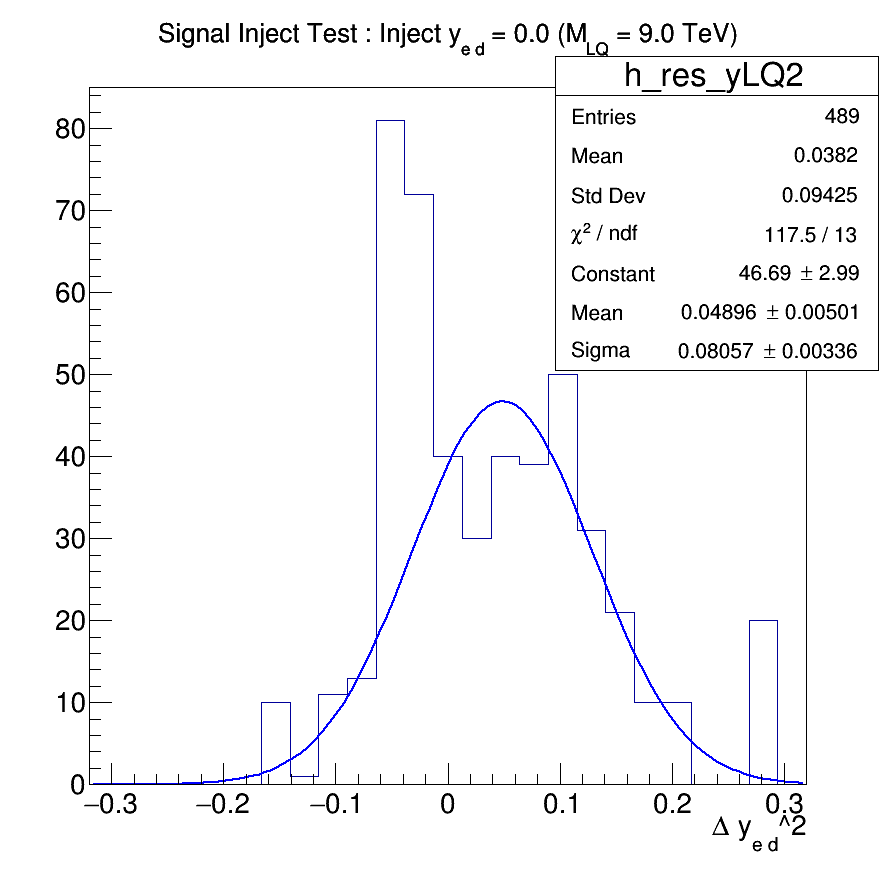 Signal Inject Test : Inject y_{e d} = 0.0 (M_{LQ} = 9.0 TeV)
h_res_yLQ2
Entries 489
Mean 0.0382
Std Dev 0.09425
χ² / ndf 117.5 / 13
Constant 46.69 ± 2.99
Mean 0.04896 ± 0.00501
Sigma 0.08057 ± 0.00336
80
70
60
50
40
30
20
10
0
−0.3 −0.2 −0.1 0 0.1 0.2 0.3
Δ y_{e d}^2